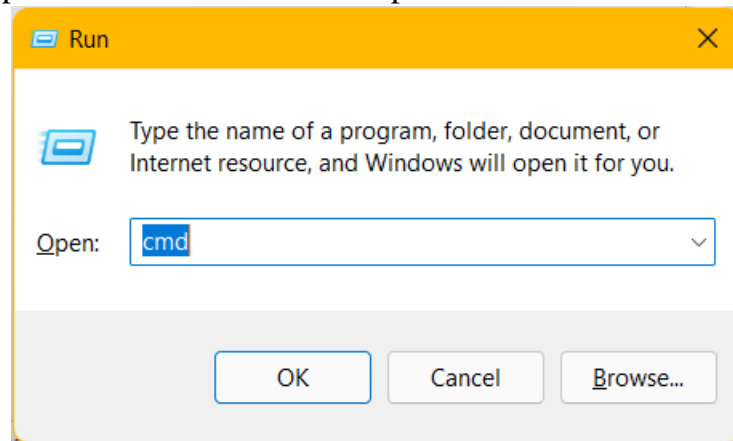 Run
Type the name of a program, folder, document, or
Internet resource, and Windows will open it for you.
Open: cmd
OK Cancel Browse...